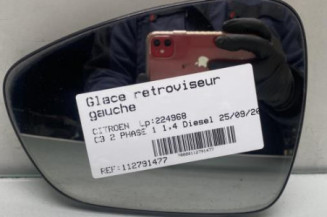 Glace retroviseur
gauche
CITROEN Lp:224968
C3 2 PHASE 1 1.4 Diesel 25/09/20
REF:112791477